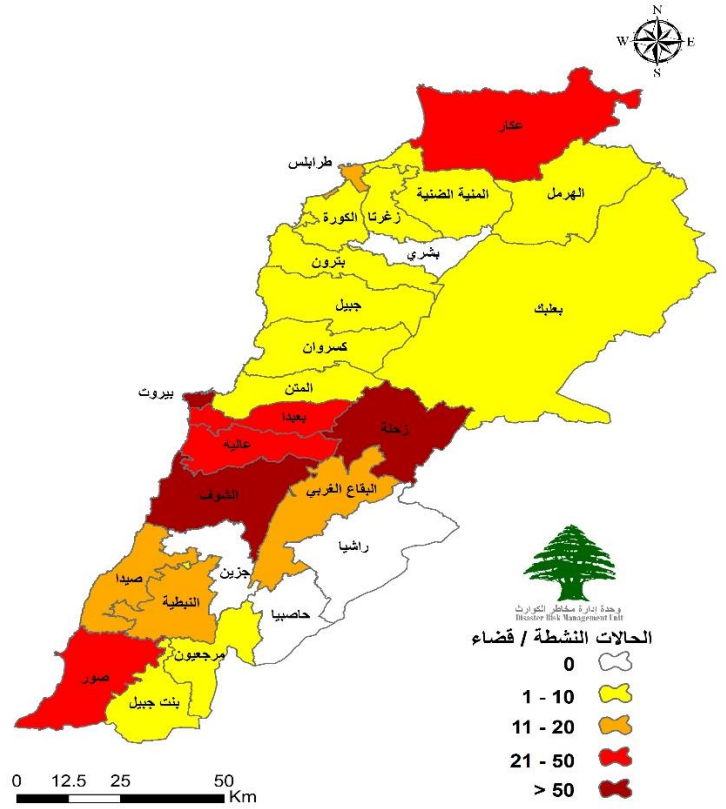 N
W
E
S
عكار
طرابلس
الهرمل
المنية الضنية
زغرتا
الكورة
بشري
بترون
جبيل
بعلبك
كسروان
المتن
بيروت
بعبدا
زحلة
عاليه
الشوف
البقاع الغربي
راشيا
جزين
صيدا
حاصبيا
النبطية
مرجعيون
صور
بنت جبيل
وحدة إدارة مخاطر الكوارث
Disaster Risk Management Unit
الحالات النشطة / قضاء
0
1 - 10
11 - 20
21 - 50
> 50
0 12.5 25 50
Km